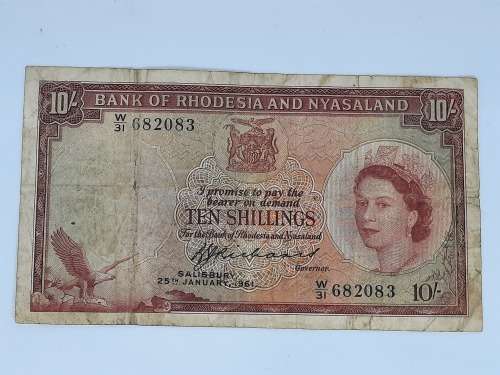 10/- BANK OF RHODESIA AND NYASALAND 10/-
W/31 682083
I promise to pay the
bearer on demand
TEN SHILLINGS
For the Bank of Rhodesia and Nyasaland
Governor.
SALISBURY,
25TH JANUARY, 1961
W/31 682083 10/-